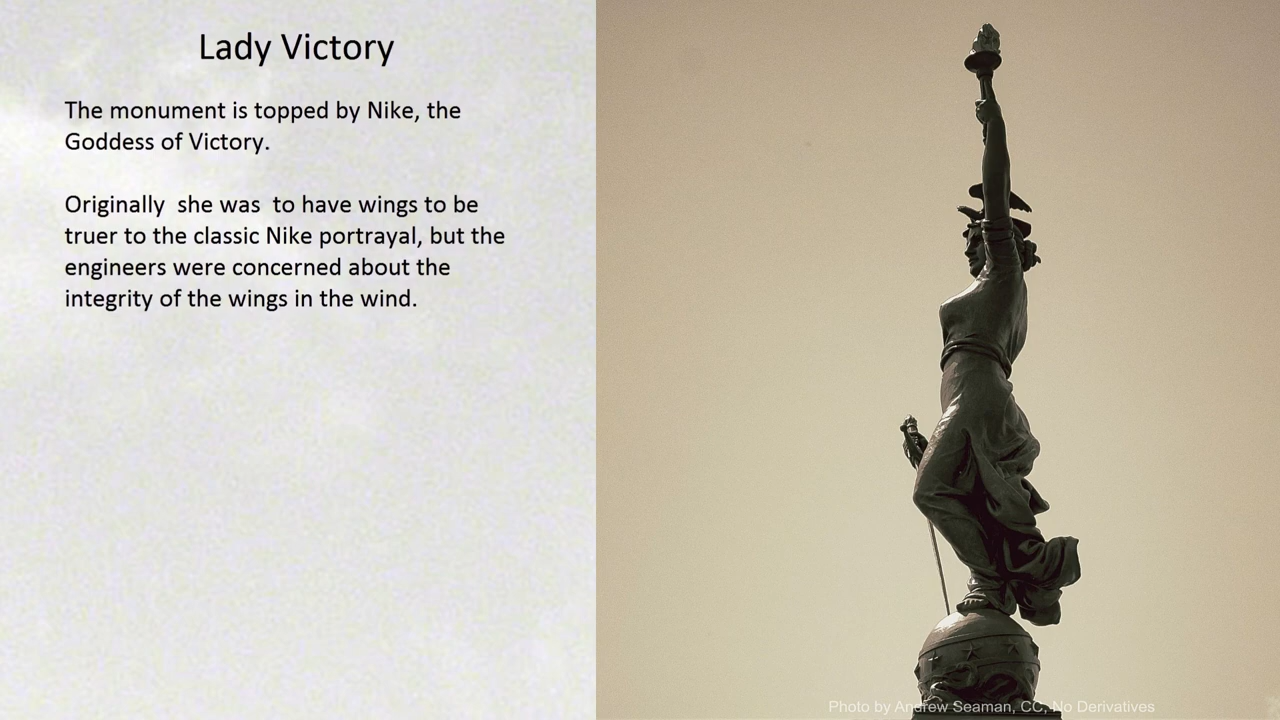 Lady Victory
The monument is topped by Nike, the
Goddess of Victory.
Originally  she was  to have wings to be
truer to the classic Nike portrayal, but the
engineers were concerned about the
integrity of the wings in the wind.
Photo by Andrew Seaman, CC, No Derivatives